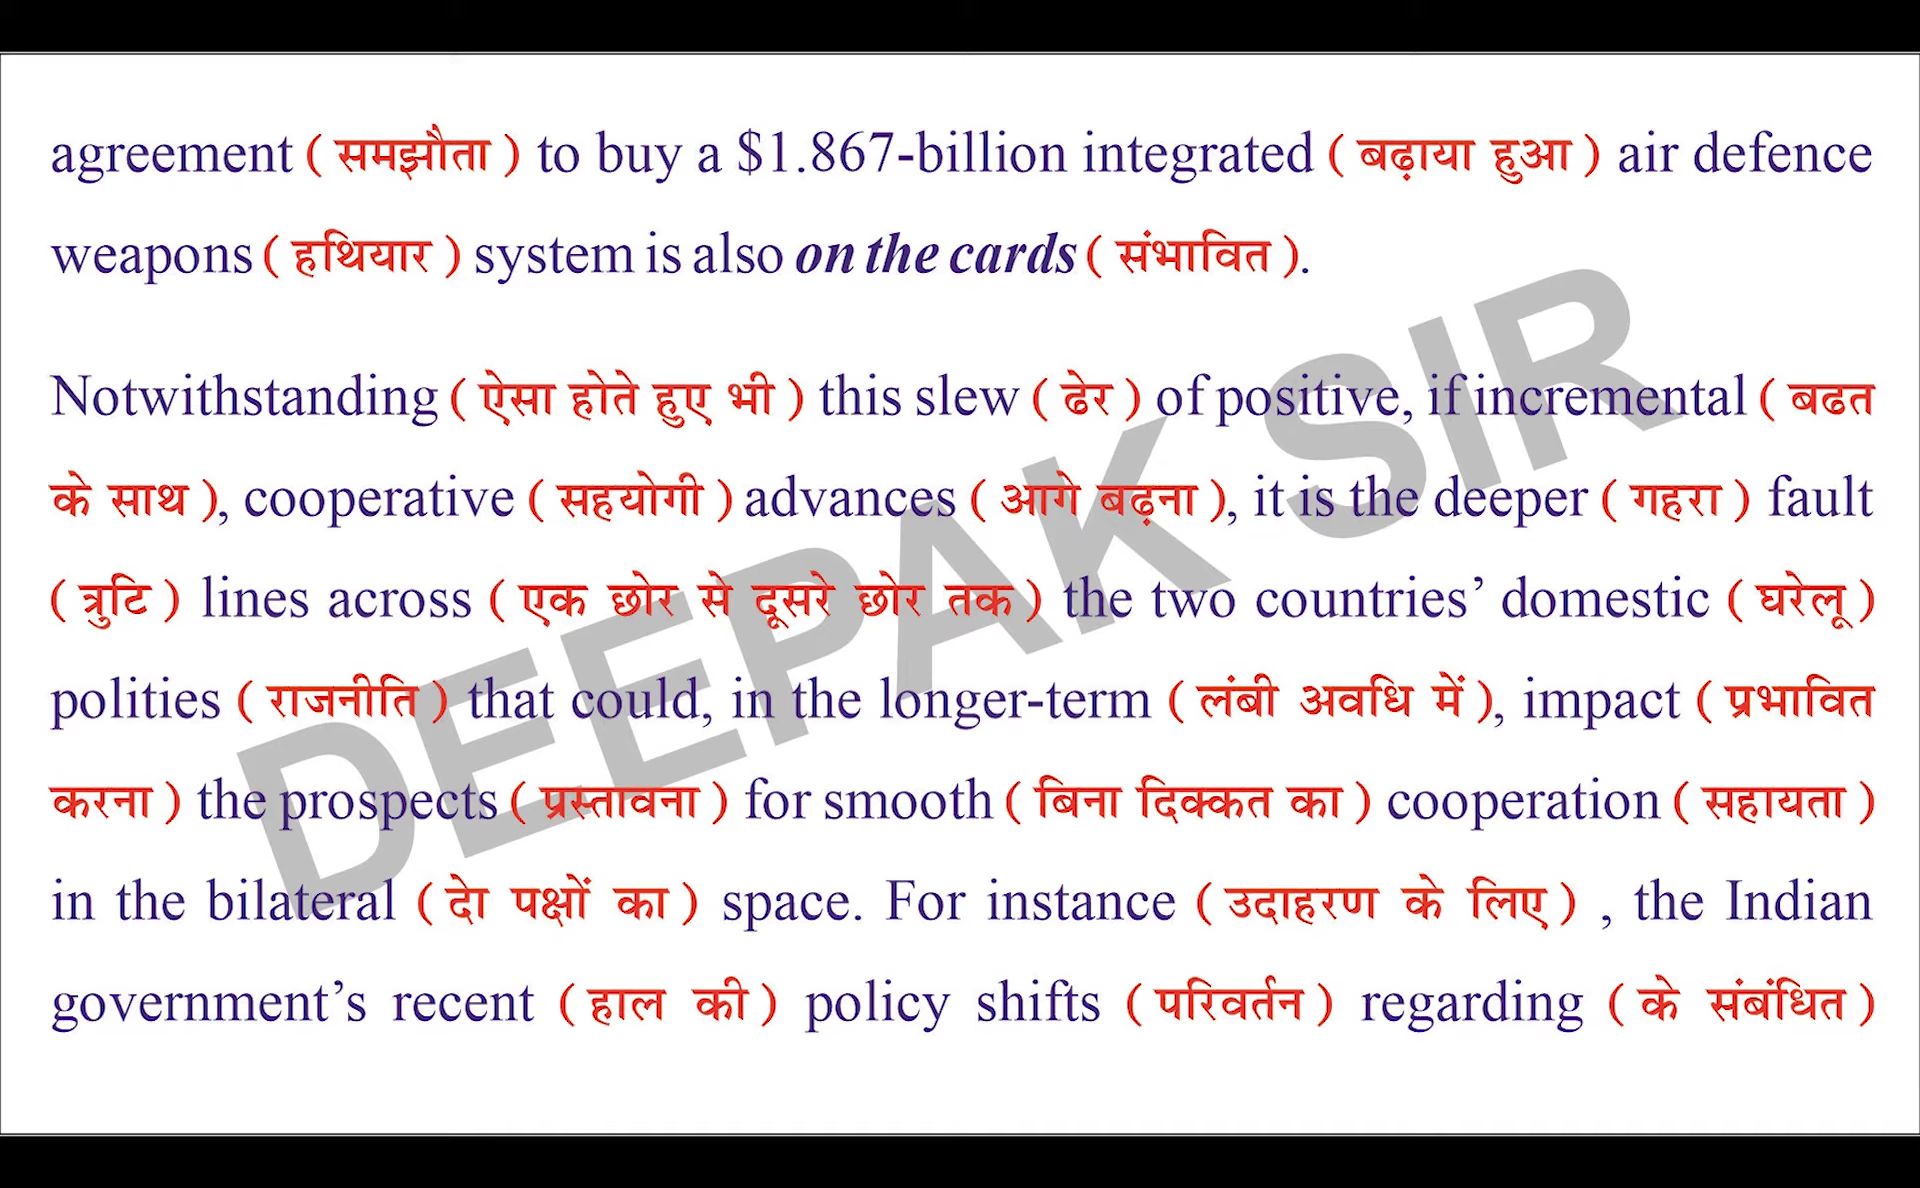 agreement ( समझौता ) to buy a $1.867-billion integrated ( बढ़ाया हुआ ) air defence
weapons ( हथियार ) system is also on the cards ( संभावित ).
Notwithstanding ( ऐसा होते हुए भी ) this slew ( ढेर ) of positive, if incremental ( बढत
के साथ ), cooperative ( सहयोगी ) advances ( आगे बढ़ना ), it is the deeper ( गहरा ) fault
( त्रुटि ) lines across ( एक छोर से दूसरे छोर तक ) the two countries’ domestic ( घरेलू )
polities ( राजनीति ) that could, in the longer-term ( लंबी अवधि में ), impact ( प्रभावित
करना ) the prospects ( प्रस्तावना ) for smooth ( बिना दिक्कत का ) cooperation ( सहायता )
in the bilateral ( दो पक्षों का ) space. For instance ( उदाहरण के लिए ) , the Indian
government’s recent ( हाल की ) policy shifts ( परिवर्तन ) regarding ( के संबंधित )
DEEPAK SIR